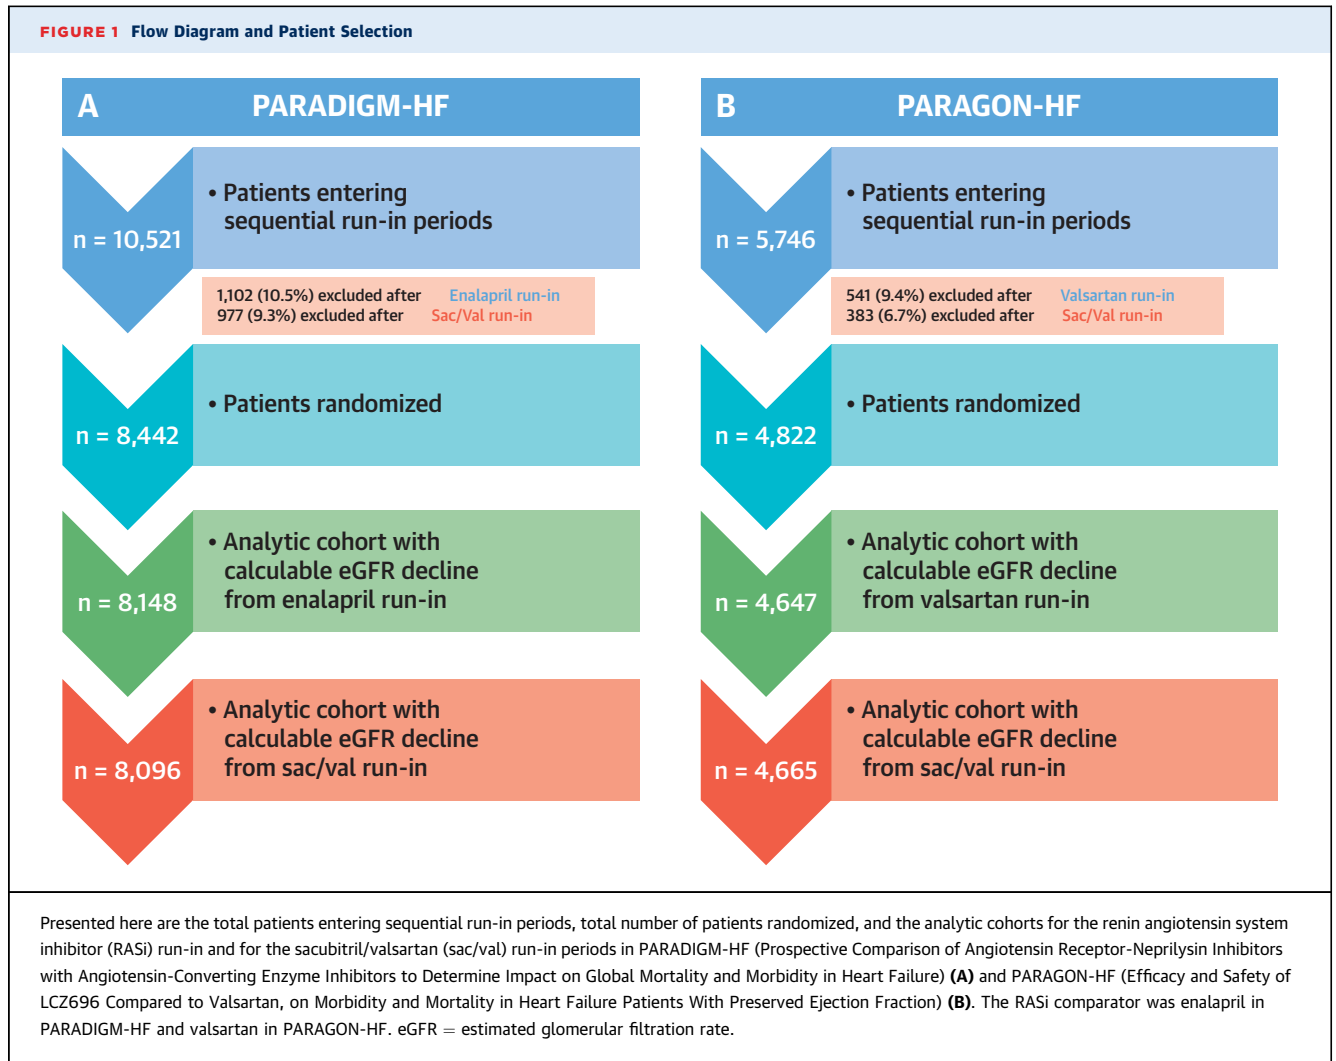 FIGURE 1 Flow Diagram and Patient Selection
A PARADIGM-HF
n = 10,521
• Patients entering
sequential run-in periods
1,102 (10.5%) excluded after Enalapril run-in
977 (9.3%) excluded after Sac/Val run-in
n = 8,442
• Patients randomized
n = 8,148
• Analytic cohort with
calculable eGFR decline
from enalapril run-in
n = 8,096
• Analytic cohort with
calculable eGFR decline
from sac/val run-in
B PARAGON-HF
n = 5,746
• Patients entering
sequential run-in periods
541 (9.4%) excluded after Valsartan run-in
383 (6.7%) excluded after Sac/Val run-in
n = 4,822
• Patients randomized
n = 4,647
• Analytic cohort with
calculable eGFR decline
from valsartan run-in
n = 4,665
• Analytic cohort with
calculable eGFR decline
from sac/val run-in
Presented here are the total patients entering sequential run-in periods, total number of patients randomized, and the analytic cohorts for the renin angiotensin system
inhibitor (RASi) run-in and for the sacubitril/valsartan (sac/val) run-in periods in PARADIGM-HF (Prospective Comparison of Angiotensin Receptor-Neprilysin Inhibitors
with Angiotensin-Converting Enzyme Inhibitors to Determine Impact on Global Mortality and Morbidity in Heart Failure) (A) and PARAGON-HF (Efficacy and Safety of
LCZ696 Compared to Valsartan, on Morbidity and Mortality in Heart Failure Patients With Preserved Ejection Fraction) (B). The RASi comparator was enalapril in
PARADIGM-HF and valsartan in PARAGON-HF. eGFR = estimated glomerular filtration rate.